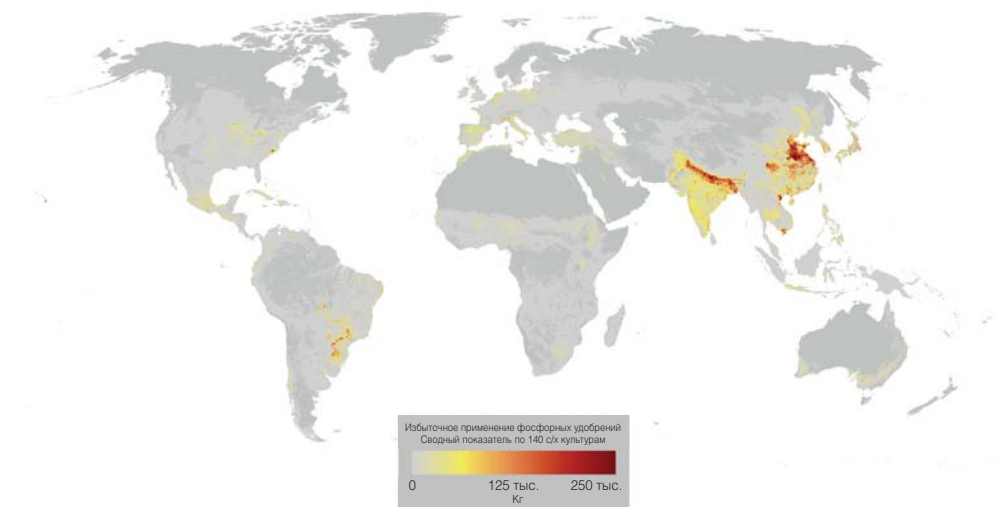 Избыточное применение фосфорных удобрений
Сводный показатель по 140 с/х культурам
0 125 тыс. 250 тыс.
Кг